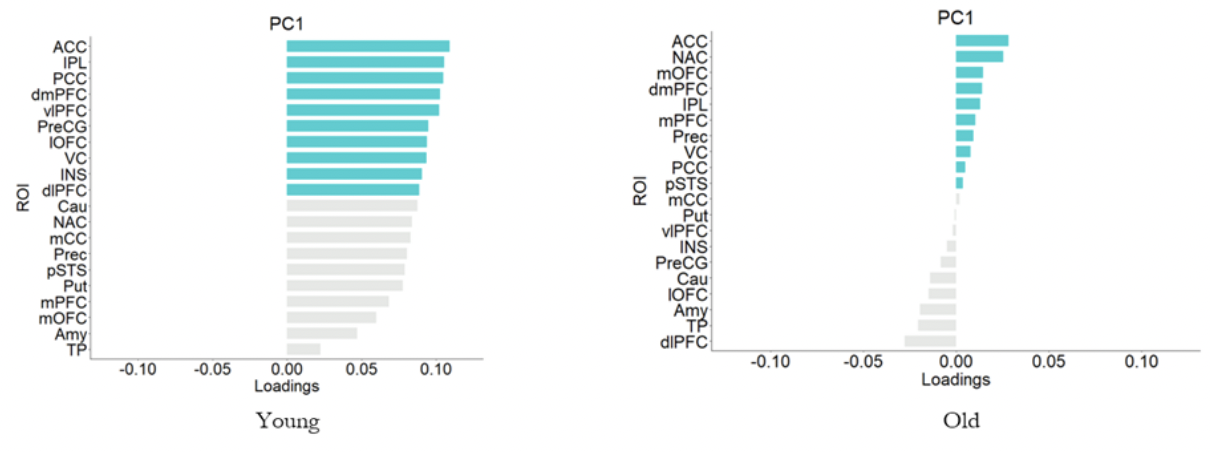 PC1
ROI
ACC
IPL
PCC
dmPFC
vlPFC
PreCG
lOFC
VC
INS
dlPFC
Cau
NAC
mCC
Prec
pSTS
Put
mPFC
mOFC
Amy
TP
-0.10 -0.05 0.00 0.05 0.10
Loadings
Young
PC1
ROI
ACC
NAC
mOFC
dmPFC
IPL
mPFC
Prec
VC
PCC
pSTS
mCC
Put
vlPFC
INS
PreCG
Cau
lOFC
Amy
TP
dlPFC
-0.10 -0.05 0.00 0.05 0.10
Loadings
Old